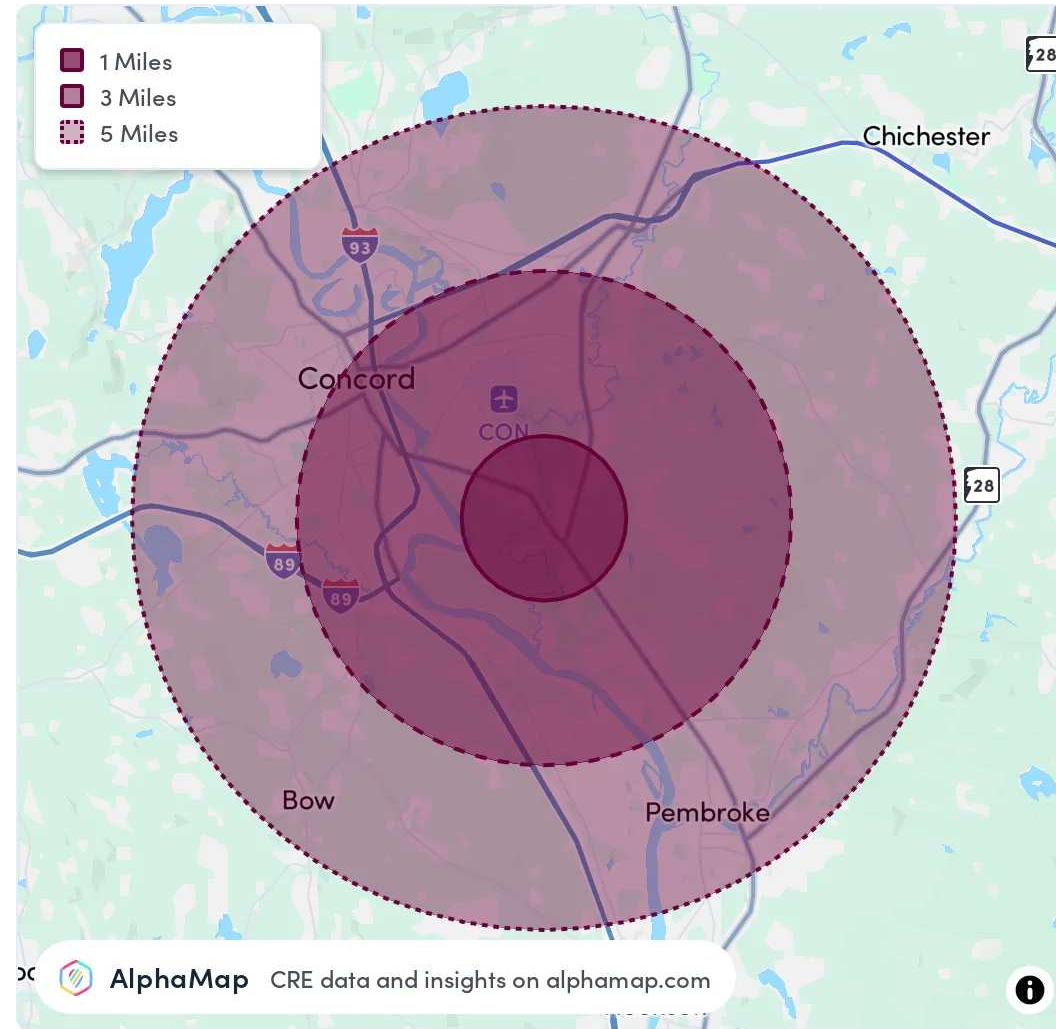 1 Miles
3 Miles
5 Miles
28
Chichester
93
Concord
CON
28
89
89
Bow
Pembroke
AlphaMap CRE data and insights on alphamap.com